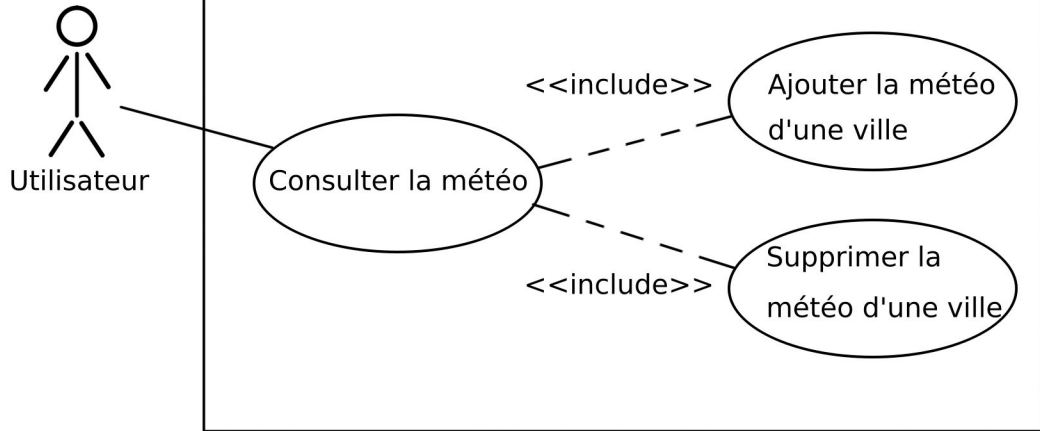 Utilisateur
Consulter la météo
<<include>>
Ajouter la météo
d'une ville
<<include>>
Supprimer la
météo d'une ville